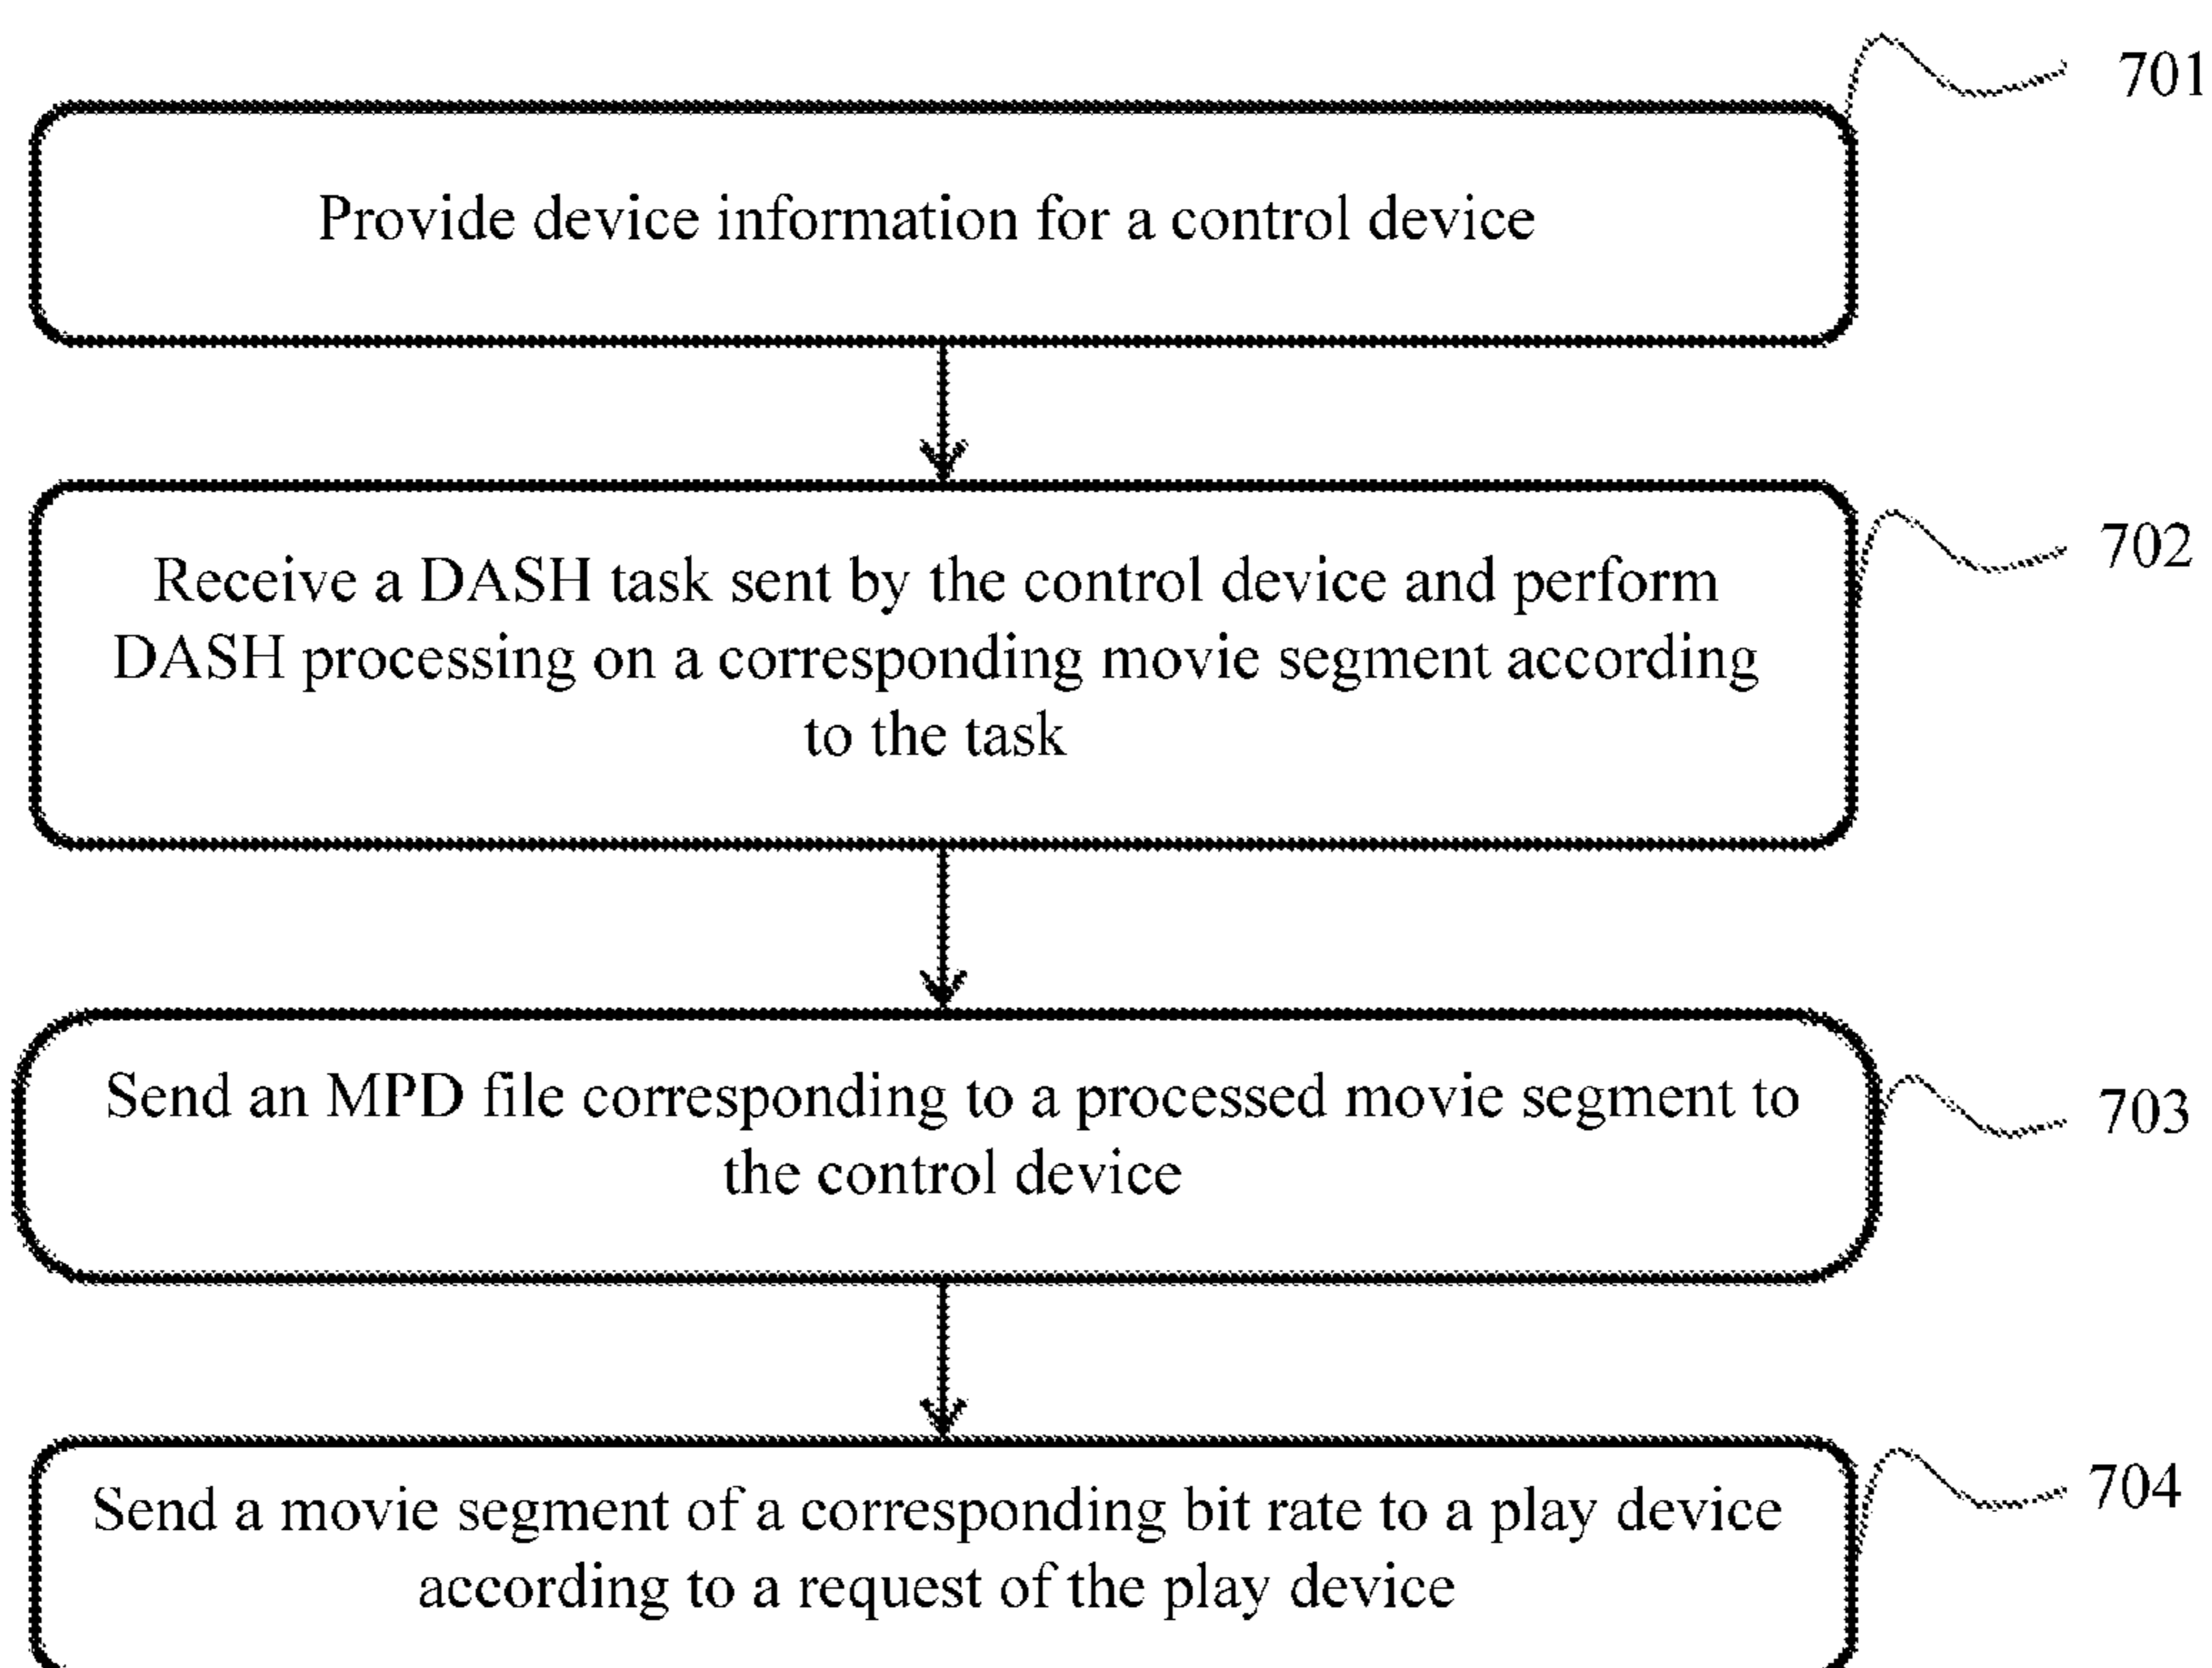 701
Provide device information for a control device
702
Receive a DASH task sent by the control device and perform
DASH processing on a corresponding movie segment according
to the task
703
Send an MPD file corresponding to a processed movie segment to
the control device
704
Send a movie segment of a corresponding bit rate to a play device
according to a request of the play device